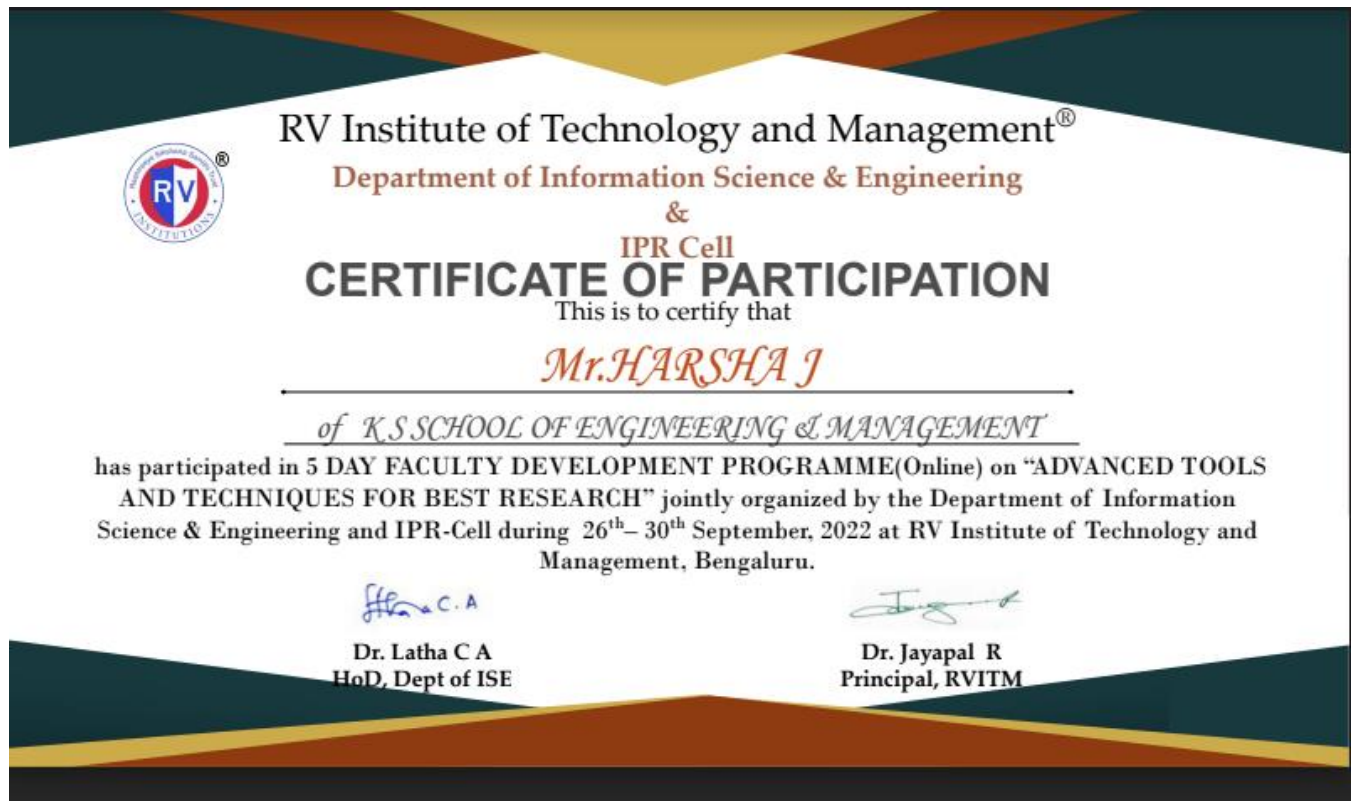 RV Institute of Technology and Management®
Department of Information Science & Engineering
&
IPR Cell
RV
INSTITUTIONS
®
CERTIFICATE OF PARTICIPATION
This is to certify that
Mr.HARSHA J
of K S SCHOOL OF ENGINEERING & MANAGEMENT
has participated in 5 DAY FACULTY DEVELOPMENT PROGRAMME(Online) on “ADVANCED TOOLS
AND TECHNIQUES FOR BEST RESEARCH” jointly organized by the Department of Information
Science & Engineering and IPR-Cell during 26th– 30th September, 2022 at RV Institute of Technology and
Management, Bengaluru.
C.A
Dr. Latha C A
HoD, Dept of ISE
Dr. Jayapal R
Principal, RVITM